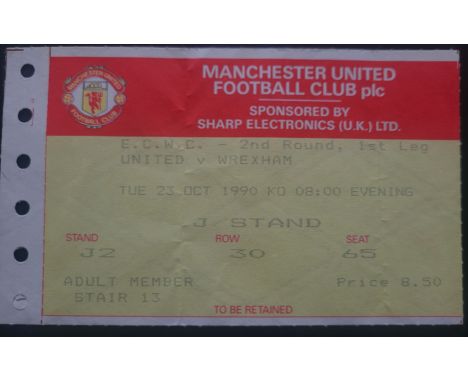 MANCHESTER UNITED
FOOTBALL CLUB plc
SPONSORED BY
SHARP ELECTRONICS (U.K.) LTD.
E.C.W.C. - 2nd Round, 1st Leg
UNITED v WREXHAM
TUE 23 OCT 1990 KO 08:00 EVENING
J STAND
STAND ROW SEAT
J2 30 65
ADULT MEMBER Price 8.50
STAIR 13
TO BE RETAINED